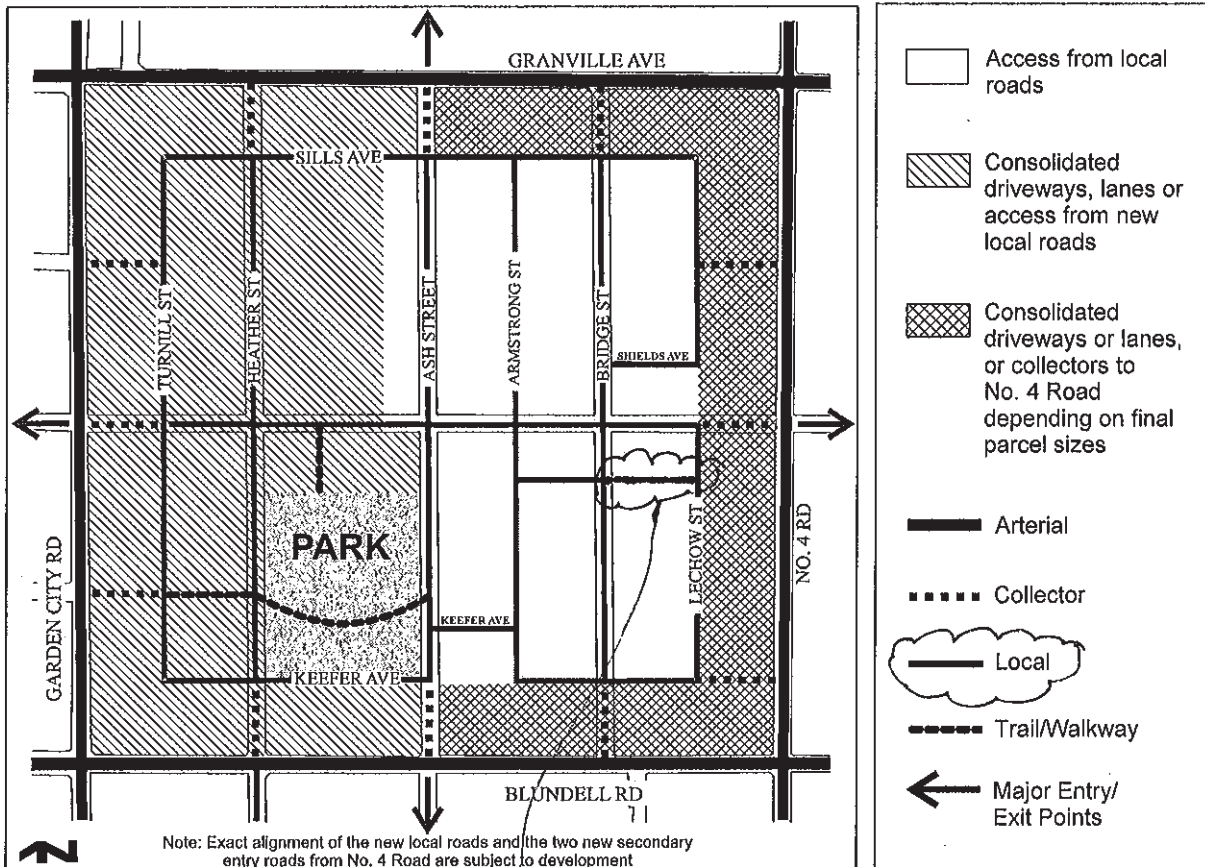 GRANVILLE AVE
SILLS AVE
TURNILL ST
HEATHER ST
ASH STREET
ARMSTRONG ST
BRIDGE ST
SHIELDS AVE
PARK
LECHOW ST
GARDEN CITY RD
NO. 4 RD
KEEFER AVE
KEEFER AVE
BLUNDELL RD
N
Note: Exact alignment of the new local roads and the two new secondary
entry roads from No. 4 Road are subject to development
Access from local
roads
Consolidated
driveways, lanes or
access from new
local roads
Consolidated
driveways or lanes,
or collectors to
No. 4 Road
depending on final
parcel sizes
Arterial
Collector
Local
Trail/Walkway
Major Entry/
Exit Points